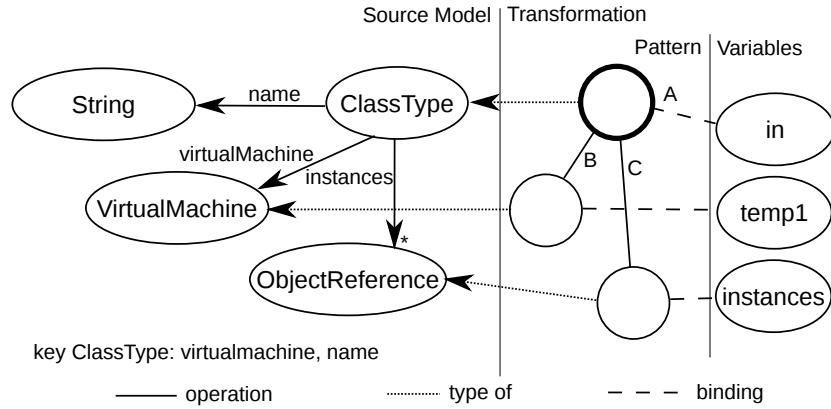 Source Model
Transformation
Pattern
Variables
String
name
ClassType
A
in
virtualMachine
instances
B
C
VirtualMachine
temp1
*
ObjectReference
instances
key ClassType: virtualmachine, name
operation
type of
binding